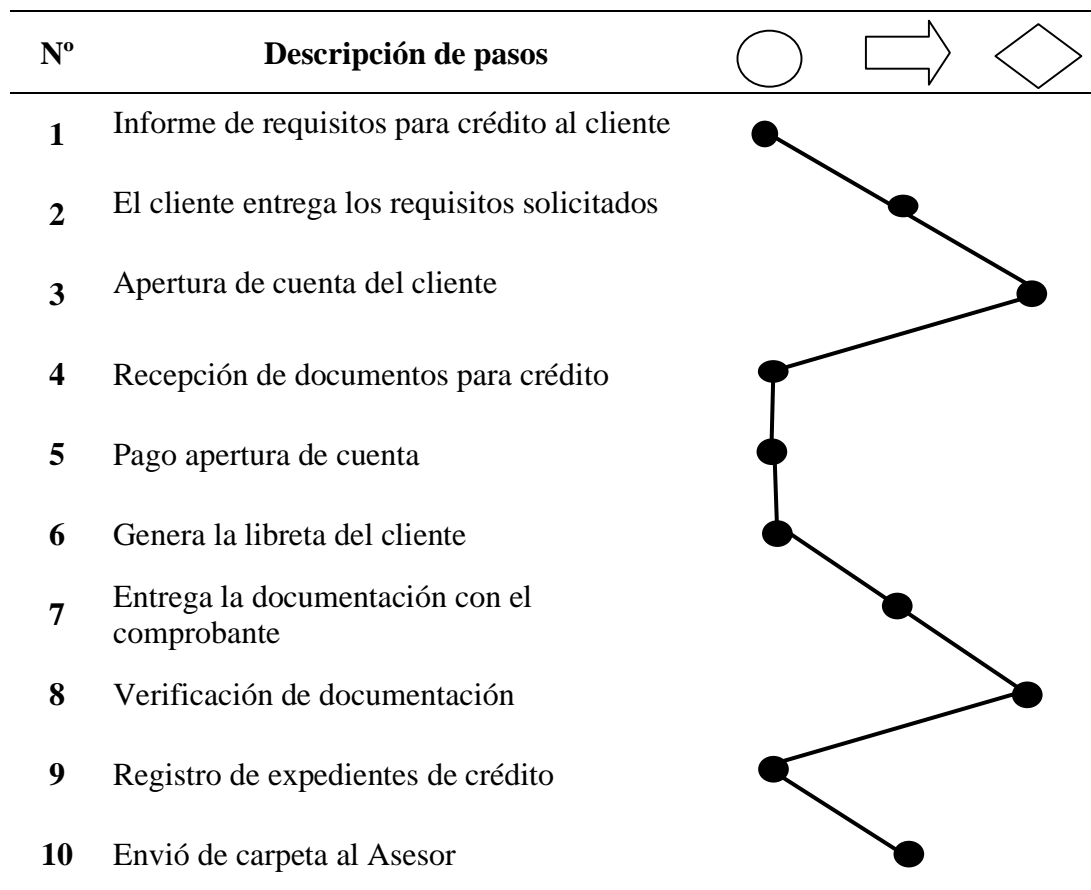 Nº Descripción de pasos
1 Informe de requisitos para crédito al cliente
2 El cliente entrega los requisitos solicitados
3 Apertura de cuenta del cliente
4 Recepción de documentos para crédito
5 Pago apertura de cuenta
6 Genera la libreta del cliente
7 Entrega la documentación con el
comprobante
8 Verificación de documentación
9 Registro de expedientes de crédito
10 Envió de carpeta al Asesor